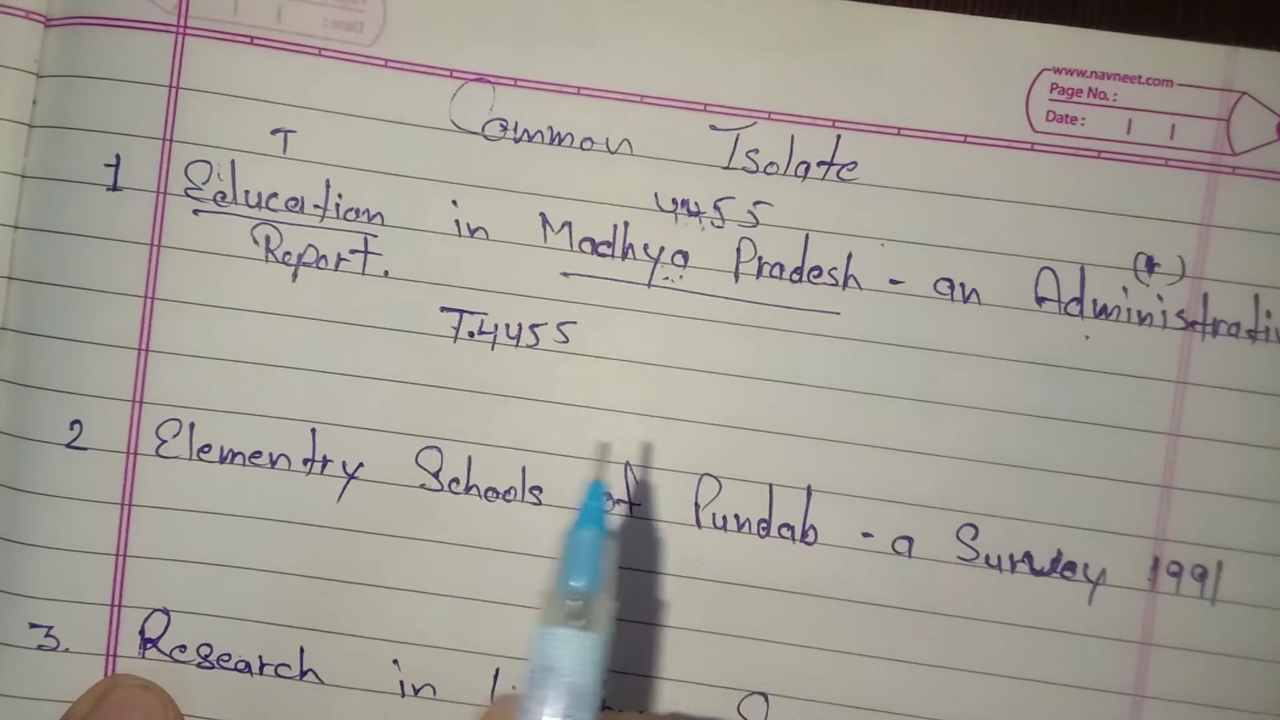 www.navneet.com
Page No. :
Date :
Common Isolate
T
4455
(r)
1 Education in Madhya Pradesh - an Administrati
Report.
T.4455
2 Elementry Schools of Pundab - a Survey 1991
3. Research in